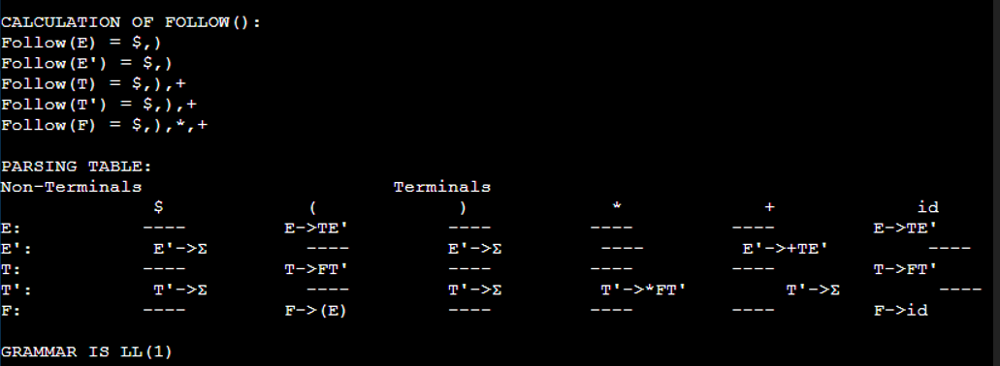 CALCULATION OF FOLLOW():
Follow(E) = $,)
Follow(E') = $,)
Follow(T) = $,),+
Follow(T') = $,),+
Follow(F) = $,),*,+
PARSING TABLE:
Non-Terminals Terminals
$ ( ) * + id
E: ---- E->TE' ---- ---- ---- E->TE'
E': E'->Σ ---- E'->Σ ---- E'->+TE' ----
T: ---- T->FT' ---- ---- ---- T->FT'
T': T'->Σ ---- T'->Σ T'->*FT' T'->Σ ----
F: ---- F->(E) ---- ---- ---- F->id
GRAMMAR IS LL(1)